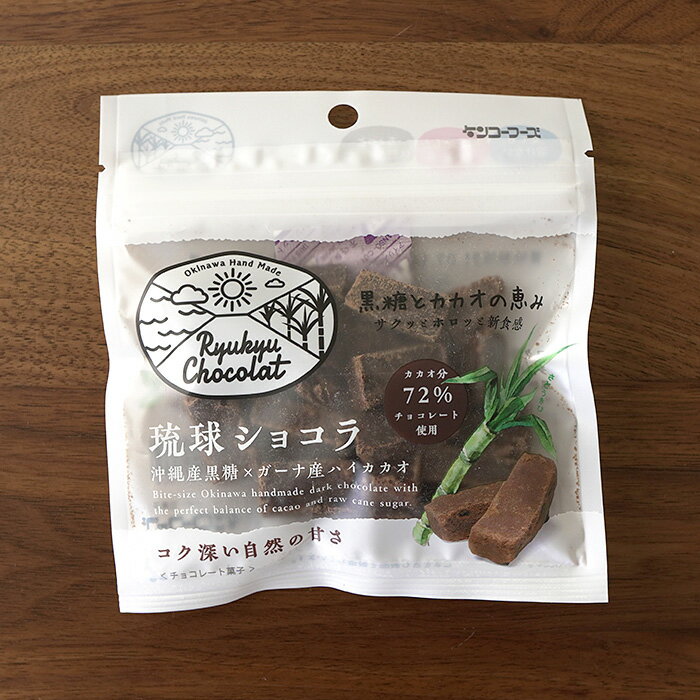 ケンコーフーズ
Okinawa Hand Made
Ryukyu
Chocolat
黒糖とカカオの恵み
サクッとホロッと新食感
カカオ分
72%
チョコレート
使用
琉球ショコラ
沖縄産黒糖×ガーナ産ハイカカオ
Bite-size Okinawa handmade dark chocolate with
the perfect balance of cacao and raw cane sugar.
コク深い自然の甘さ
<チョコレート菓子>